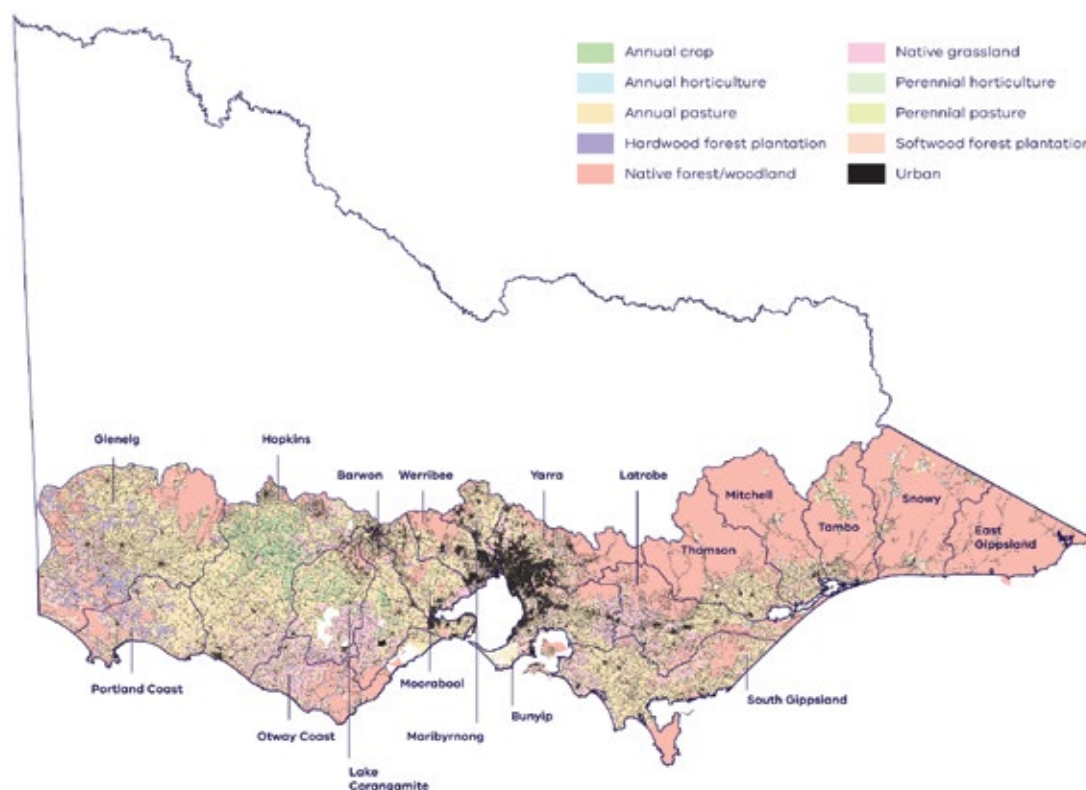 Annual crop
Annual horticulture
Annual pasture
Hardwood forest plantation
Native forest/woodland
Native grassland
Perennial horticulture
Perennial pasture
Softwood forest plantation
Urban
Glenelg
Hopkins
Barwon
Werribee
Yarra
Latrobe
Mitchell
Snowy
Tambo
Thomson
East
Gippsland
Portland Coast
Otway Coast
Lake
Corangamite
Moorabool
Maribyrnong
Bunyip
South Gippsland